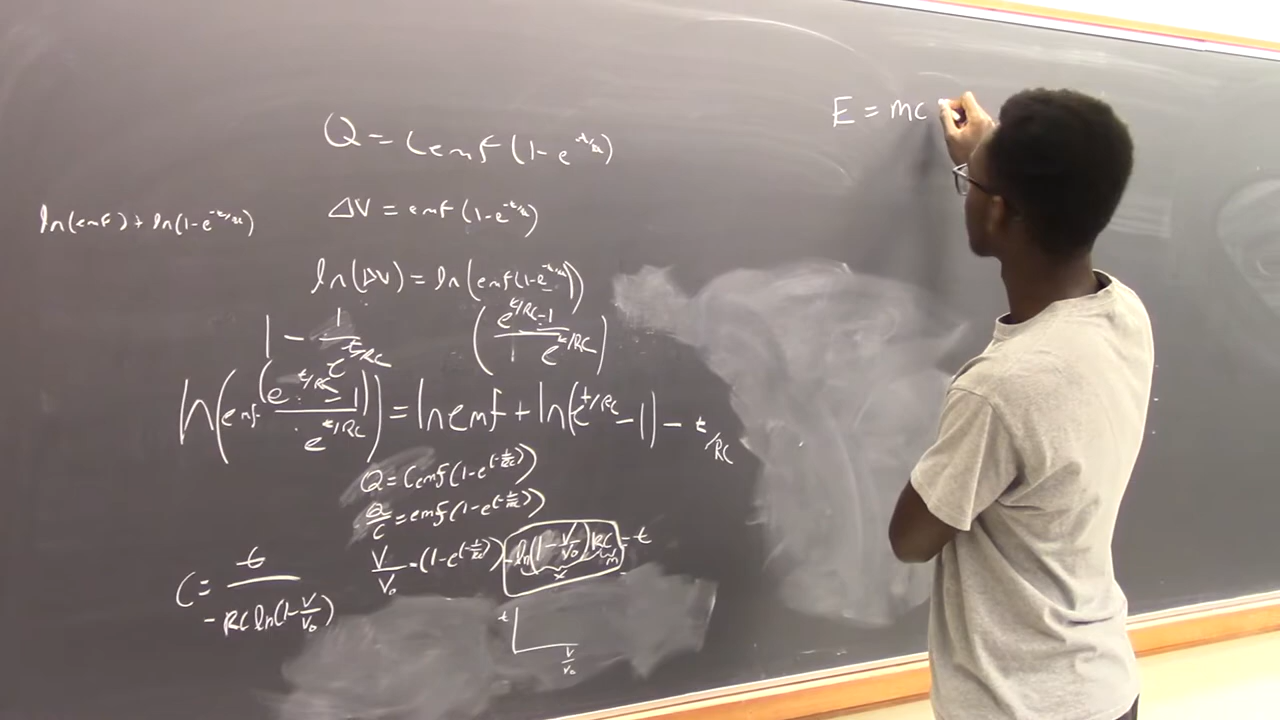 E = mc
Q = Cemf(1-e^-t/RC)
ln(emf) + ln(1-e^-t/RC)
ΔV = emf(1-e^-t/RC)
ln(ΔV) = ln(emf(1-e^-t/RC))
1 - 1/e^t/RC
(e^t/RC-1/e^t/RC)
ln(emf(e^t/RC-1)/e^t/RC) = ln emf + ln(e^t/RC-1) - t/RC
Q = Cemf(1-e^(-t/RC))
Q/C = emf(1-e^(-t/RC))
V/V₀ = (1-e^(-t/RC))
-ln(1-V/V₀)RC = t
x m
C = t/-RC ln(1-V/V₀)
t
V/V₀